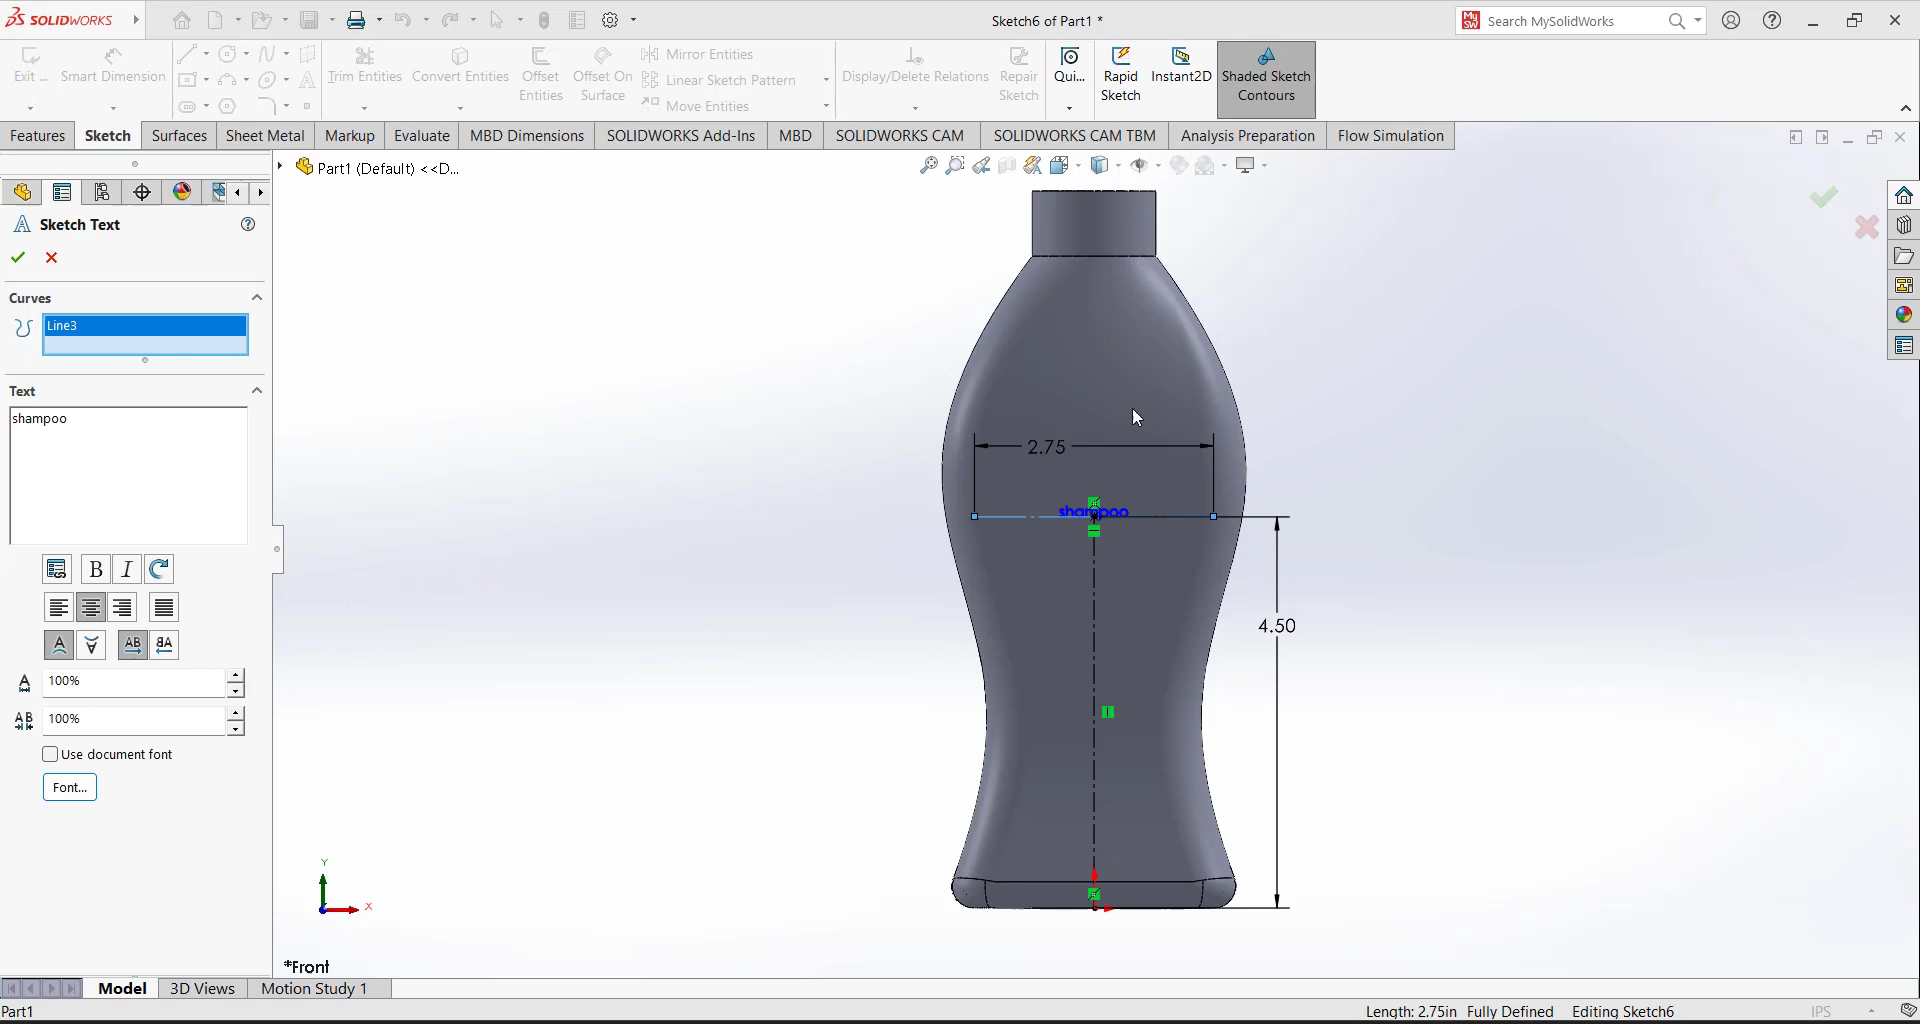 SOLIDWORKS
Sketch6 of Part1 *
Search MySolidWorks
Exit ...
Smart Dimension
Trim Entities
Convert Entities
Offset Entities
Offset On Surface
Mirror Entities
Linear Sketch Pattern
Move Entities
Display/Delete Relations
Repair Sketch
Qui...
Rapid Sketch
Instant2D
Shaded Sketch Contours
Features
Sketch
Surfaces
Sheet Metal
Markup
Evaluate
MBD Dimensions
SOLIDWORKS Add-Ins
MBD
SOLIDWORKS CAM
SOLIDWORKS CAM TBM
Analysis Preparation
Flow Simulation
Part1 (Default) <<D...
Sketch Text
Curves
Line3
Text
shampoo
B I
100%
100%
Use document font
Font...
2.75
shampoo
4.50
Y
X
*Front
Model
3D Views
Motion Study 1
Part1
Length: 2.75in
Fully Defined
Editing Sketch6
IPS